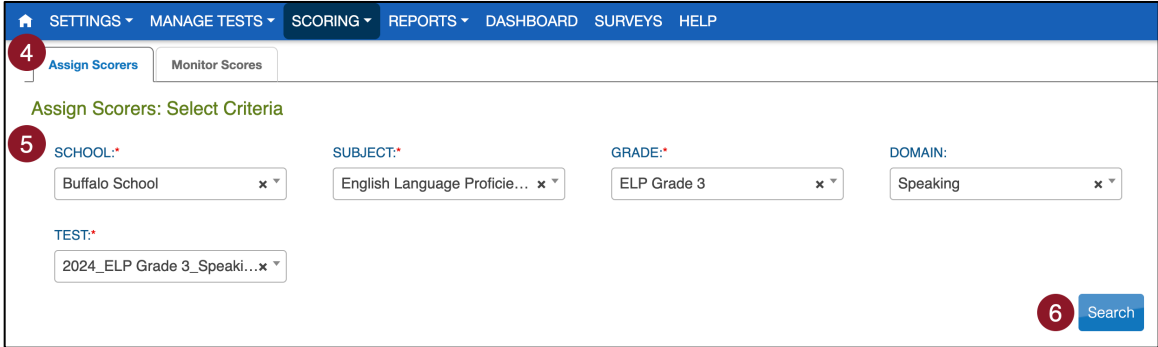 SETTINGS MANAGE TESTS SCORING REPORTS DASHBOARD SURVEYS HELP
4 Assign Scorers Monitor Scores
Assign Scorers: Select Criteria
5 SCHOOL:* SUBJECT:* GRADE:* DOMAIN:
Buffalo School × English Language Proficie... × ELP Grade 3 × Speaking ×
TEST:*
2024_ELP Grade 3_Speaki...×
6 Search